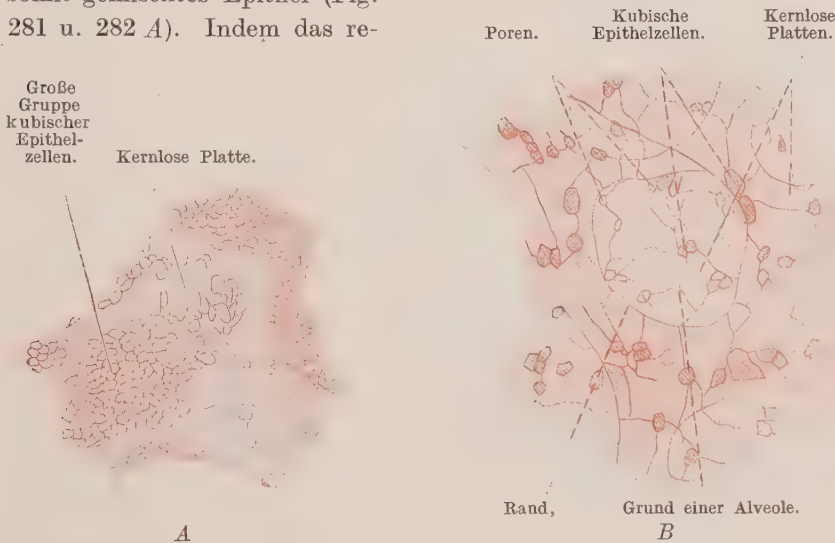 281 u. 282 A). Indem das re-
Große
Gruppe
kubischer
Epithel-
zellen.
Kernlose Platte.
A
Poren.
Kubische
Epithelzellen.
Kernlose
Platten.
Rand,
Grund einer Alveole.
B